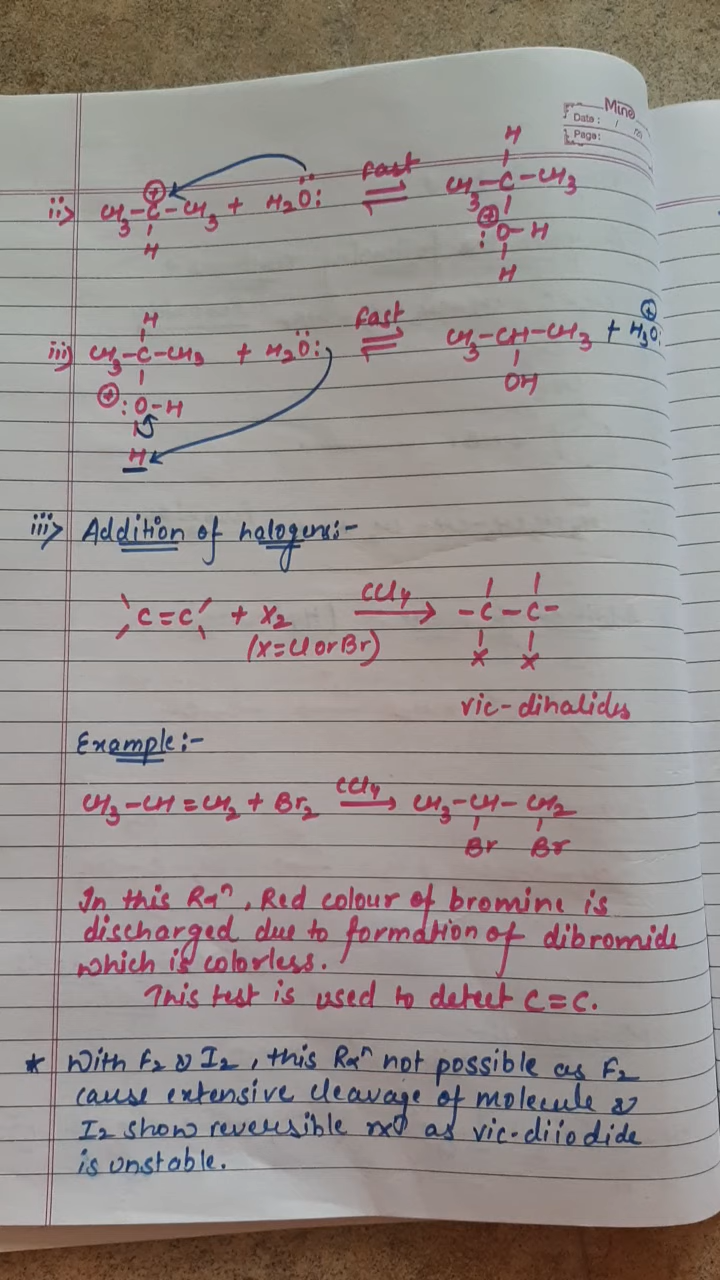 Mino
Date : / /20
Page:
H
ii> CH₃-C⊕-CH₃ + H₂Ö: ⇌ Fast CH₃-C-CH₃
H
⊕
:O-H
H
H
iii) CH₃-C-CH₃ + H₂Ö: ⇌ Fast CH₃-CH-CH₃ + H₃O⊕:
OH
⊕:O-H
H
iii> Addition of halogens:-
C=C + X₂ CCl₄ → -C-C-
(X=Cl or Br)
X X
vic-dihalides
Example:-
CH₃-CH=CH₂ + Br₂ CCl₄ → CH₃-CH-CH₂
Br Br
In this Rxⁿ, Red colour of bromine is
discharged due to formation of dibromide
which is colorless.
This test is used to detect C=C.
* With F₂ & I₂, this Rxⁿ not possible as F₂
cause extensive cleavage of molecule &
I₂ show reversible rxⁿ as vic-diiodide
is unstable.